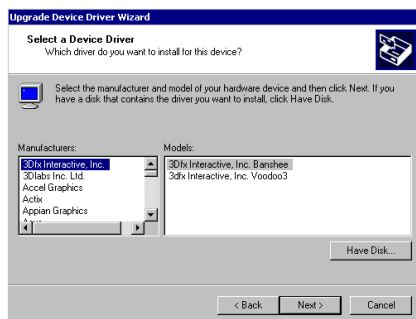 Upgrade Device Driver Wizard
Select a Device Driver
Which driver do you want to install for this device?
Select the manufacturer and model of your hardware device and then click Next. If you
have a disk that contains the driver you want to install, click Have Disk.
Manufacturers:
3Dfx Interactive, Inc.
3Dlabs Inc. Ltd.
Accel Graphics
Actix
Appian Graphics
Models:
3Dfx Interactive, Inc. Banshee
3dfx Interactive, Inc. Voodoo3
Have Disk...
< Back
Next >
Cancel